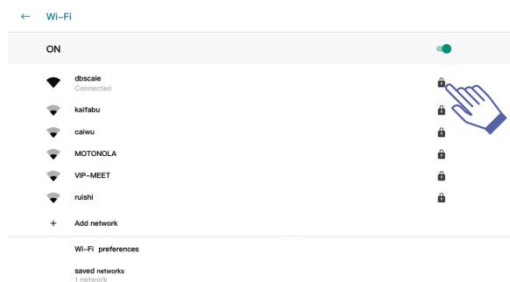 ← Wi-Fi
ON
dbscale
Connected
kaifabu
caiwu
MOTONOLA
VIP-MEET
ruishi
+ Add network
Wi-Fi preferences
saved networks
1 network